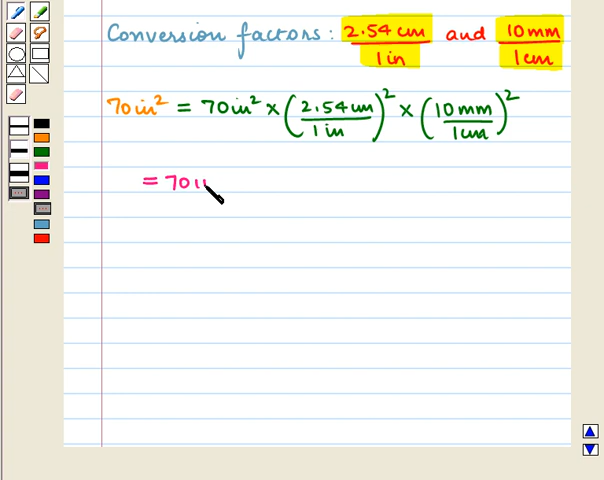 Conversion factors: 2.54 cm / 1 in and 10 mm / 1 cm
70 in² = 70 in² × (2.54 cm / 1 in)² × (10 mm / 1 cm)²
= 70